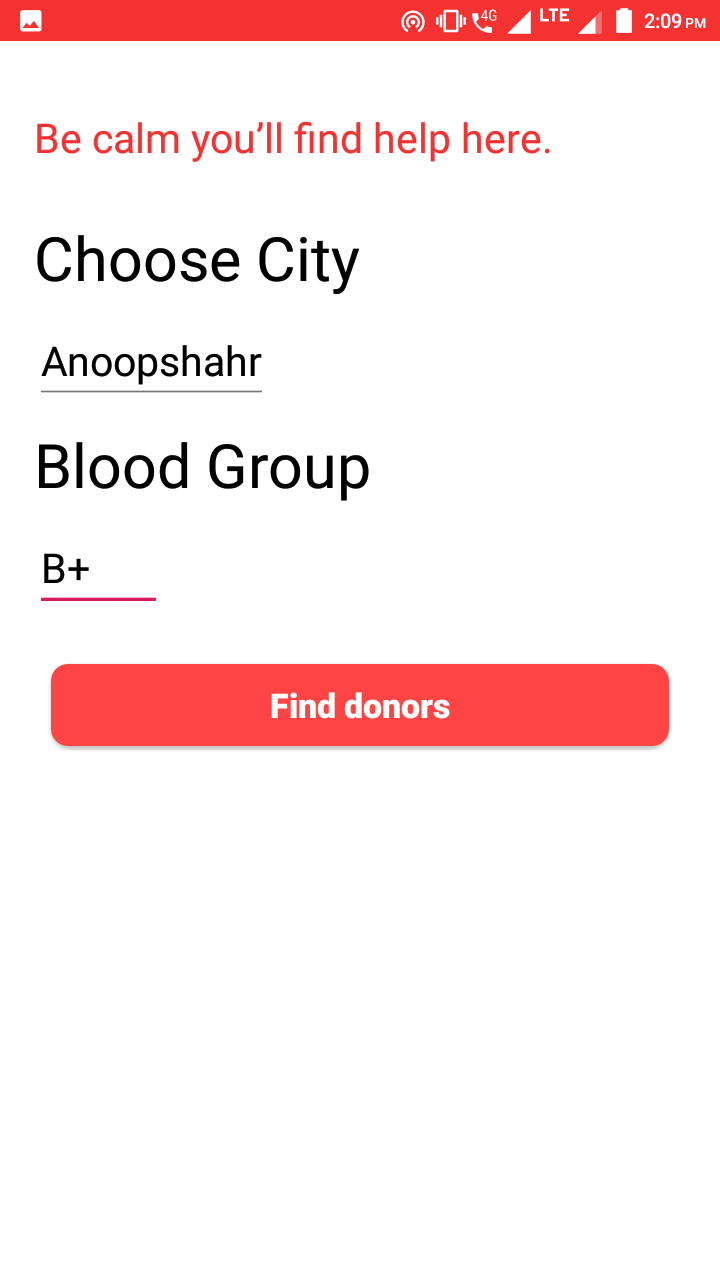 4G LTE 2:09 PM
Be calm you’ll find help here.
Choose City
Anoopshahr
Blood Group
B+
Find donors